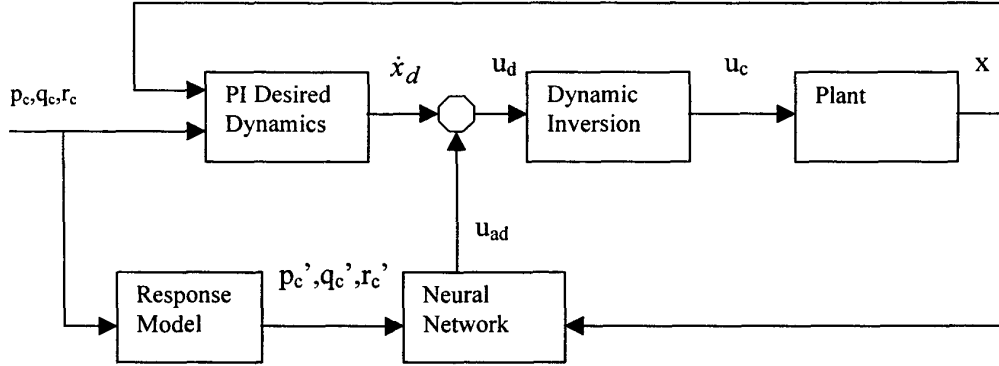 p_c,q_c,r_c
PI Desired
Dynamics
ẋ_d
u_d
Dynamic
Inversion
u_c
Plant
x
u_ad
Response
Model
p_c',q_c',r_c'
Neural
Network